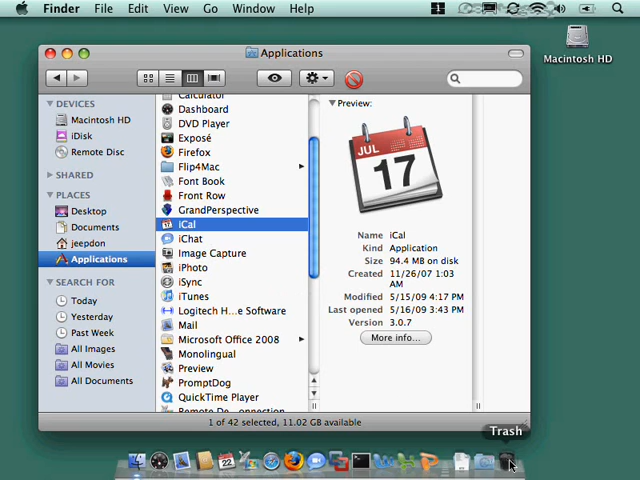 Finder File Edit View Go Window Help
Macintosh HD
Applications
DEVICES
Macintosh HD
iDisk
Remote Disc
SHARED
PLACES
Desktop
Documents
jeepdon
Applications
SEARCH FOR
Today
Yesterday
Past Week
All Images
All Movies
All Documents
Calculator
Dashboard
DVD Player
Exposé
Firefox
Flip4Mac
Font Book
Front Row
GrandPerspective
iCal
iChat
Image Capture
iPhoto
iSync
iTunes
Logitech H...e Software
Mail
Microsoft Office 2008
Monolingual
Preview
PromptDog
QuickTime Player
Remote De...onnection
Preview:
JUL
17
Name iCal
Kind Application
Size 94.4 MB on disk
Created 11/26/07 1:03
AM
Modified 5/15/09 4:17 PM
Last opened 5/16/09 3:43 PM
Version 3.0.7
More info...
1 of 42 selected, 11.02 GB available
Trash
22